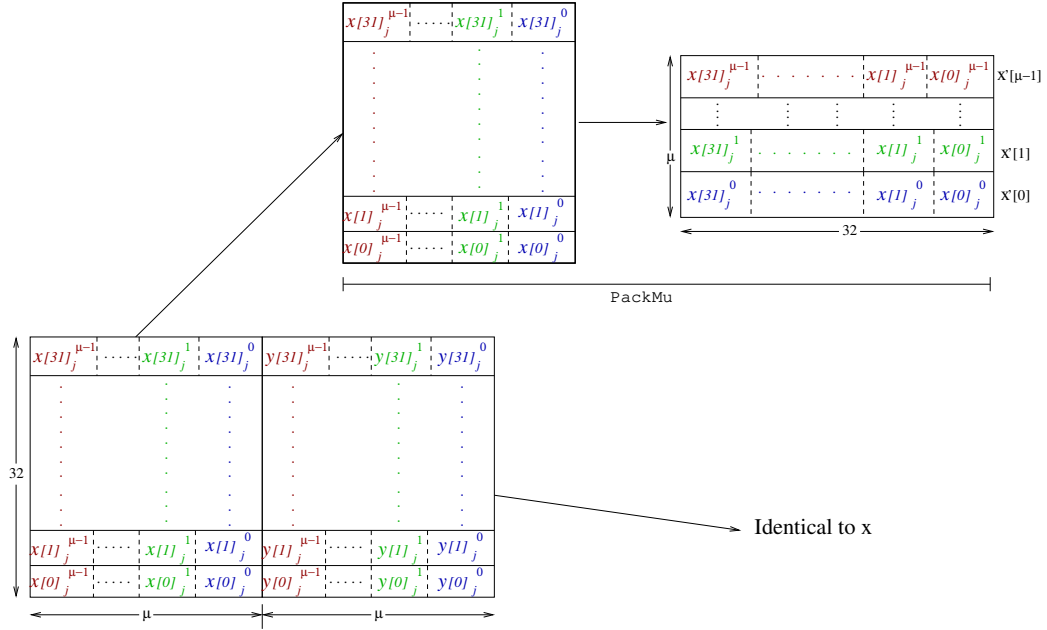 x[31]_j^{μ−1} ..... x[31]_j^1 x[31]_j^0
x[1]_j^{μ−1} ..... x[1]_j^1 x[1]_j^0
x[0]_j^{μ−1} ..... x[0]_j^1 x[0]_j^0
x[31]_j^{μ−1} ....... x[1]_j^{μ−1} x[0]_j^{μ−1} x'[μ−1]
μ
x[31]_j^1 ....... x[1]_j^1 x[0]_j^1 x'[1]
x[31]_j^0 ....... x[1]_j^0 x[0]_j^0 x'[0]
32
PackMu
x[31]_j^{μ−1} ..... x[31]_j^1 x[31]_j^0 y[31]_j^{μ−1} ..... y[31]_j^1 y[31]_j^0
32
x[1]_j^{μ−1} ..... x[1]_j^1 x[1]_j^0 y[1]_j^{μ−1} ..... y[1]_j^1 y[1]_j^0
x[0]_j^{μ−1} ..... x[0]_j^1 x[0]_j^0 y[0]_j^{μ−1} ..... y[0]_j^1 y[0]_j^0
μ μ
Identical to x